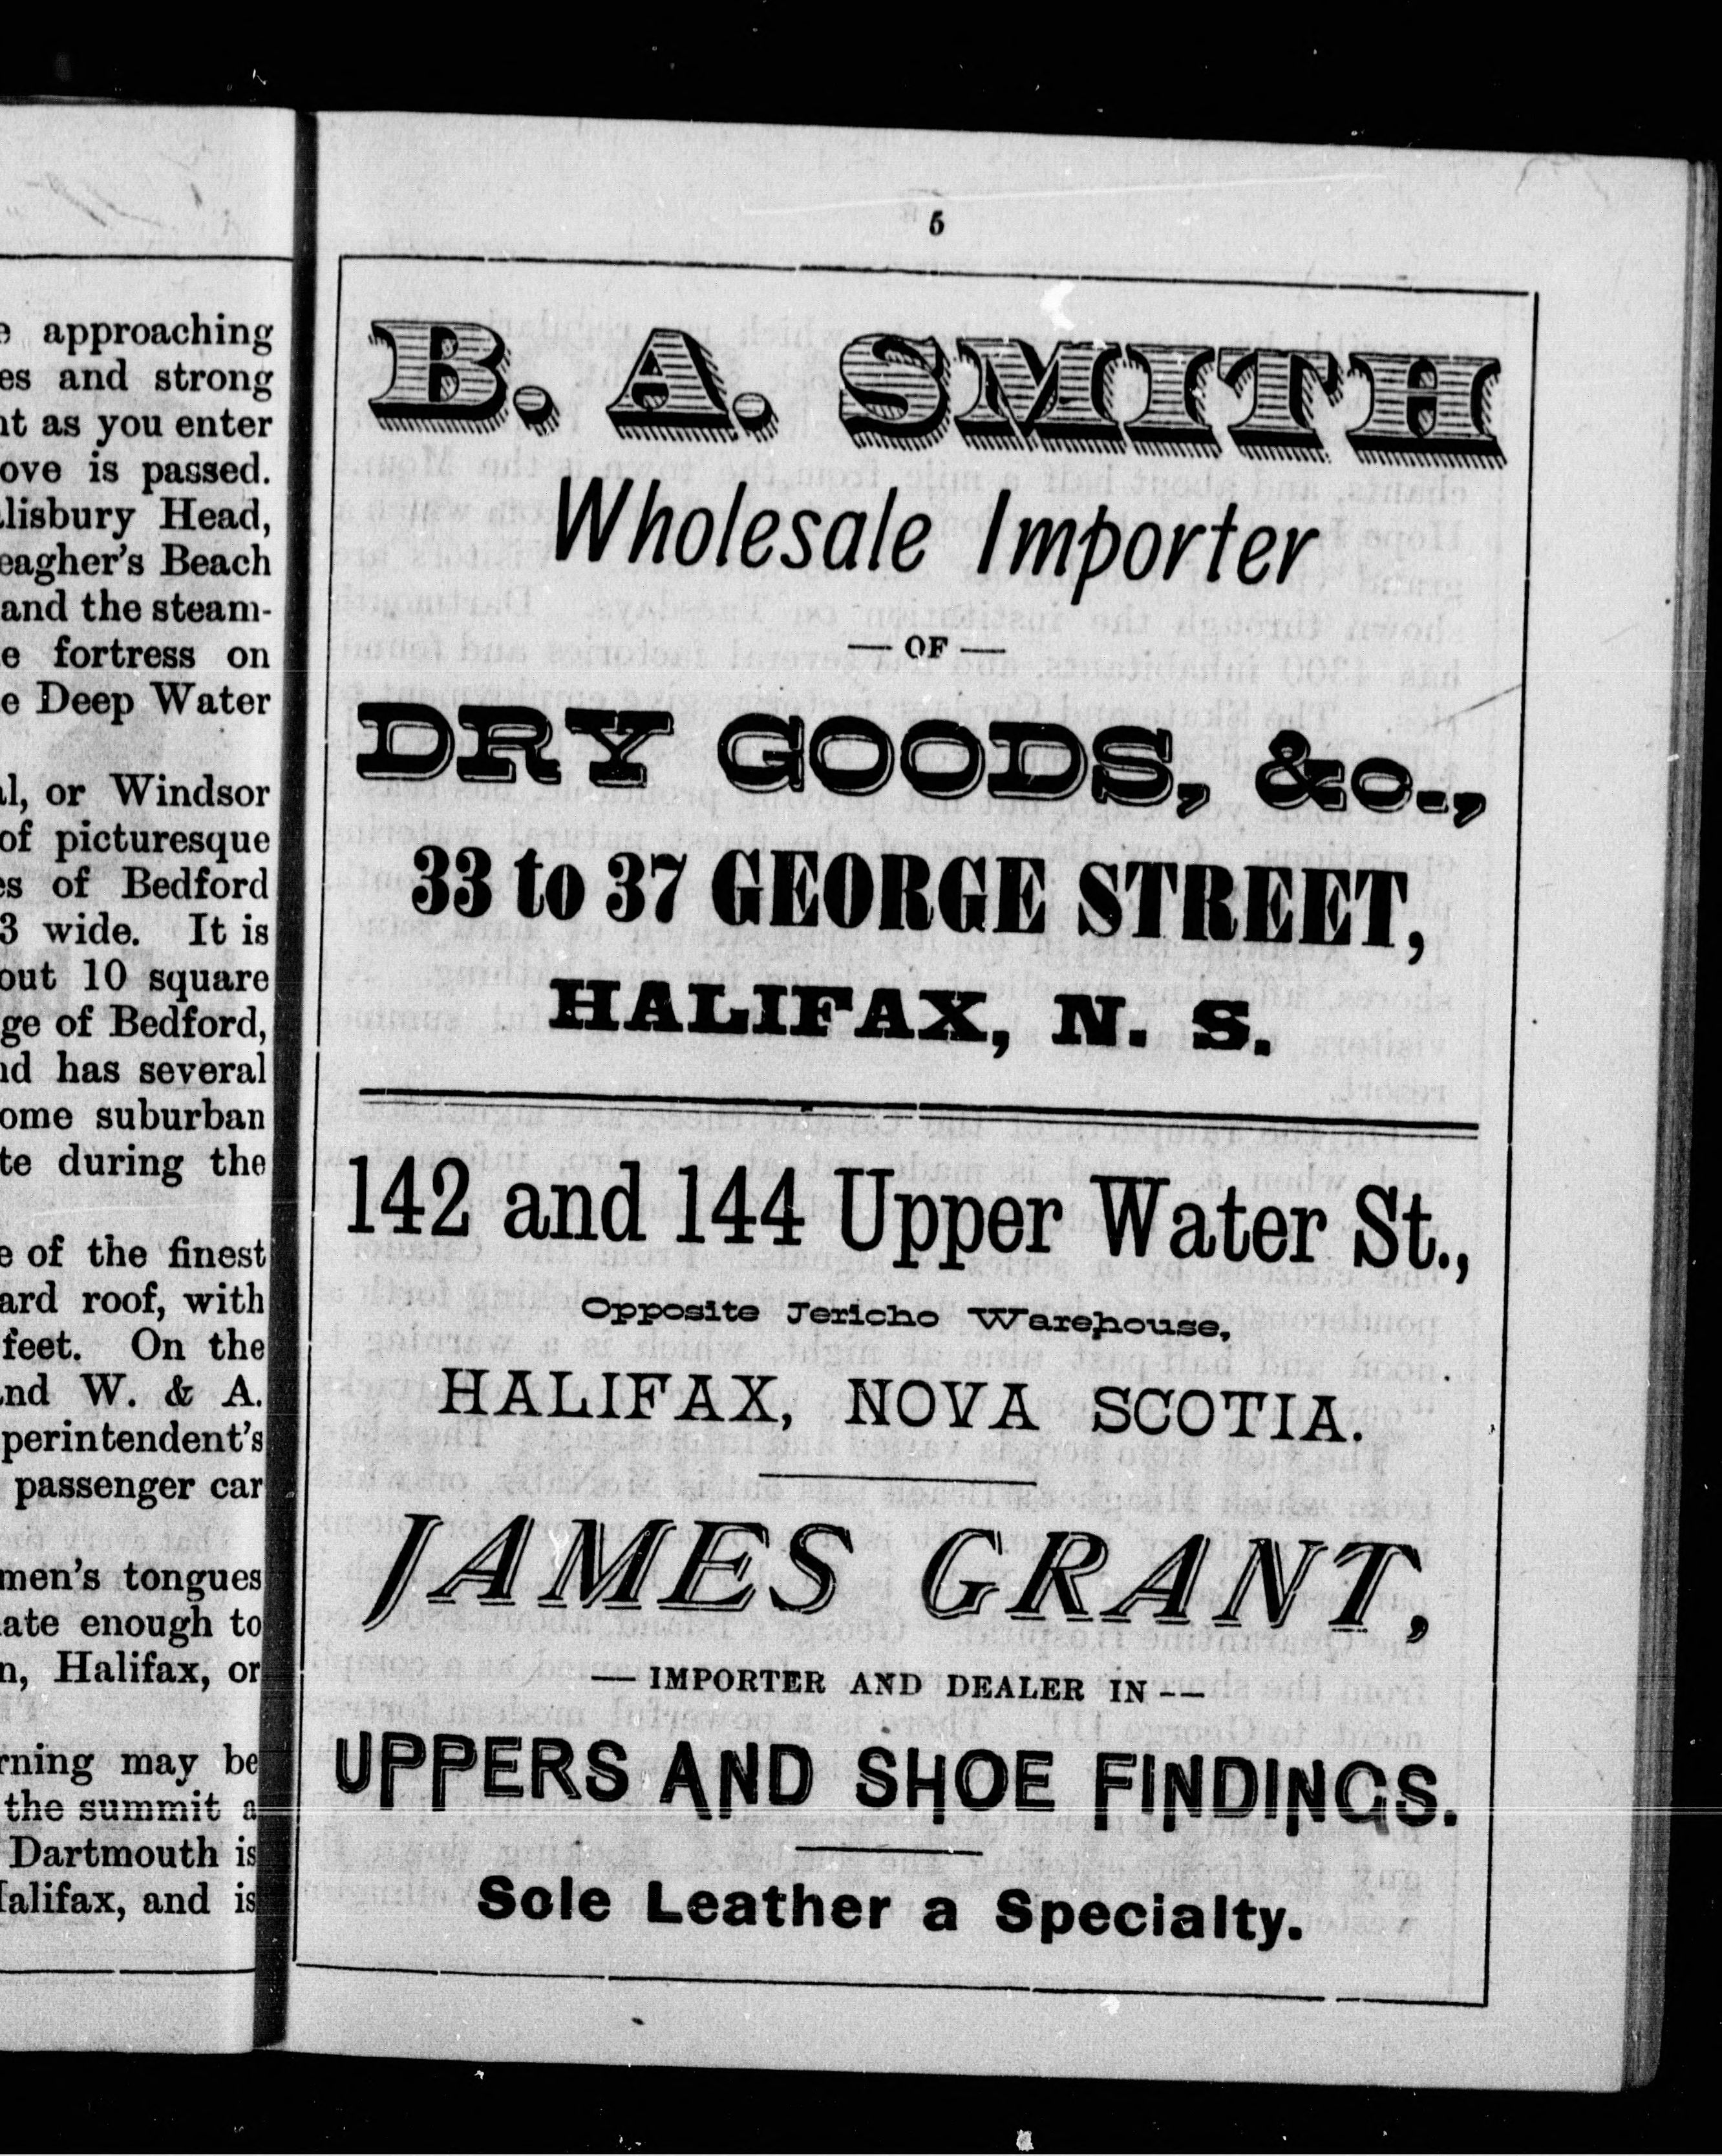 approaching
es and strong
nt as you enter
ove is passed.
lisbury Head,
eagher's Beach
and the steam-
e fortress on
e Deep Water
al, or Windsor
of picturesque
es of Bedford
3 wide. It is
out 10 square
ge of Bedford,
nd has several
ome suburban
te during the
e of the finest
ard roof, with
feet. On the
and W. & A.
perintendent's
passenger car
men's tongues
ate enough to
n, Halifax, or
rning may be
the summit a
Dartmouth is
Halifax, and is
5
B. A. SMITH
Wholesale Importer
— OF —
DRY GOODS, &c.,
33 to 37 GEORGE STREET,
HALIFAX, N. S.
142 and 144 Upper Water St.,
Opposite Jericho Warehouse,
HALIFAX, NOVA SCOTIA.
JAMES GRANT,
— IMPORTER AND DEALER IN --
UPPERS AND SHOE FINDINGS.
Sole Leather a Specialty.